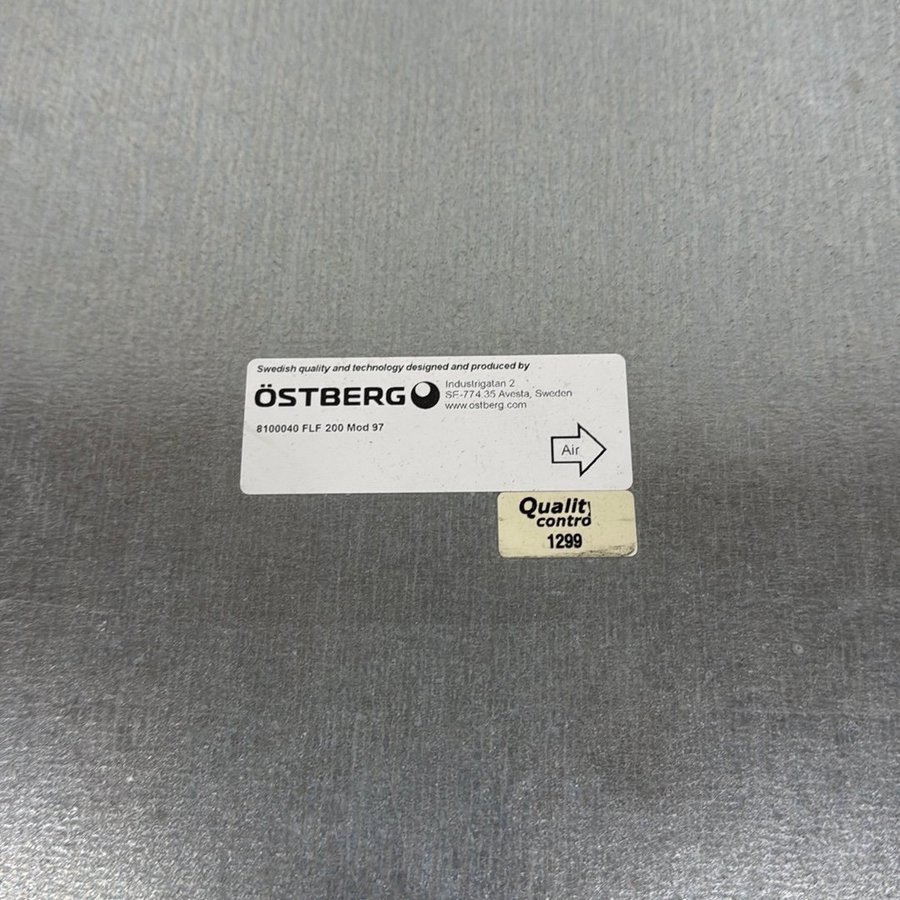 Swedish quality and technology designed and produced by
ÖSTBERG
Industrigatan 2
SE-774 35 Avesta, Sweden
www.ostberg.com
8100040 FLF 200 Mod 97
Air
Qualit
contro
1299